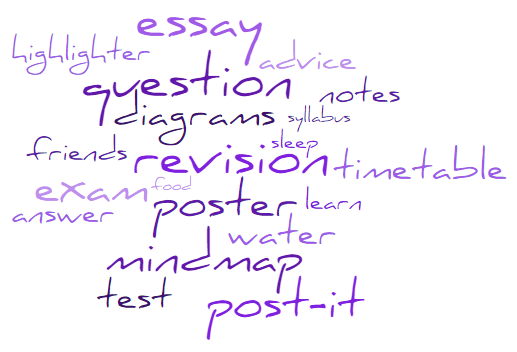 essay
highlighter
advice
question
notes
diagrams
syllabus
friends
sleep
revision
timetable
exam
food
answer
poster
learn
water
mindmap
test
post-it